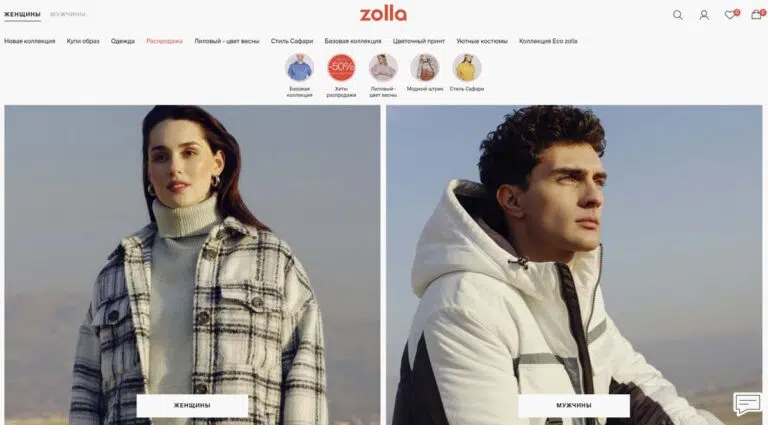 ЖЕНЩИНЫ
МУЖЧИНЫ
zolla
0
0
Новая коллекция
Купи образ
Одежда
Распродажа
Лиловый - цвет весны
Стиль Сафари
Базовая коллекция
Цветочный принт
Уютные костюмы
Коллекция Eco zolla
-50%
Базовая
коллекция
Хиты
распродажи
Лиловый -
цвет весны
Модный штрих
Стиль Сафари
ЖЕНЩИНЫ
МУЖЧИНЫ